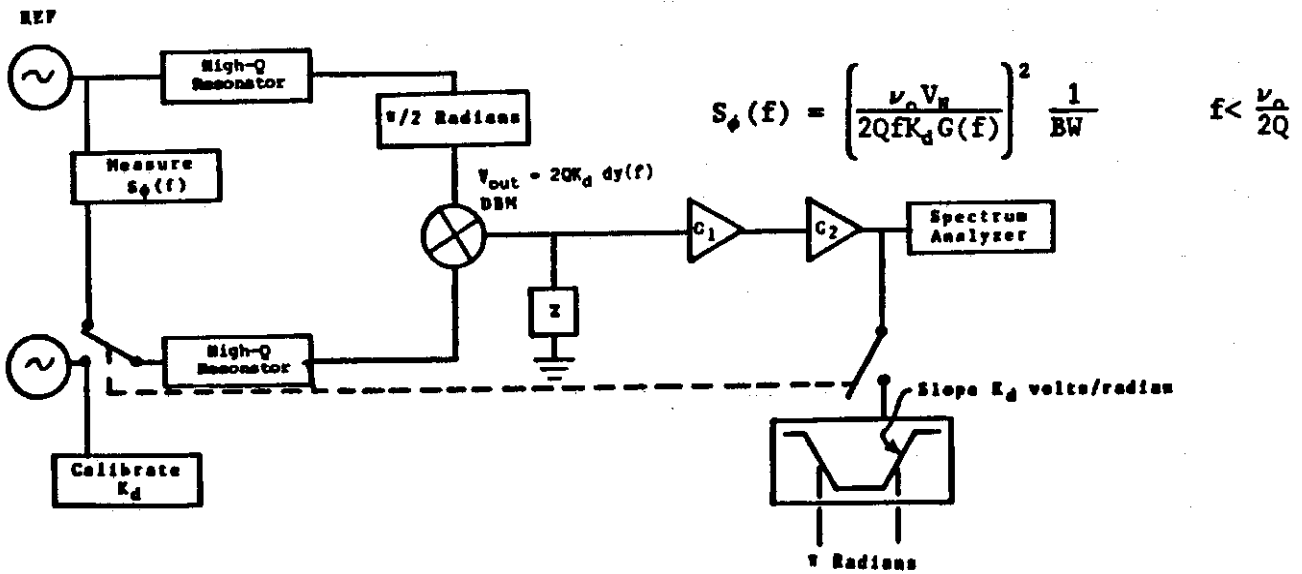 REF
High-Q
Resonator
π/2 Radians
Measure
S_ϕ(f)
V_out = 2QK_d dy(f)
DBM
S_ϕ(f) = (ν_o V_N / 2QfK_d G(f))^2 1/BW    f< ν_o/2Q
G_1
G_2
Spectrum
Analyzer
Z
High-Q
Resonator
Slope K_d volts/radian
Calibrate
K_d
π Radians